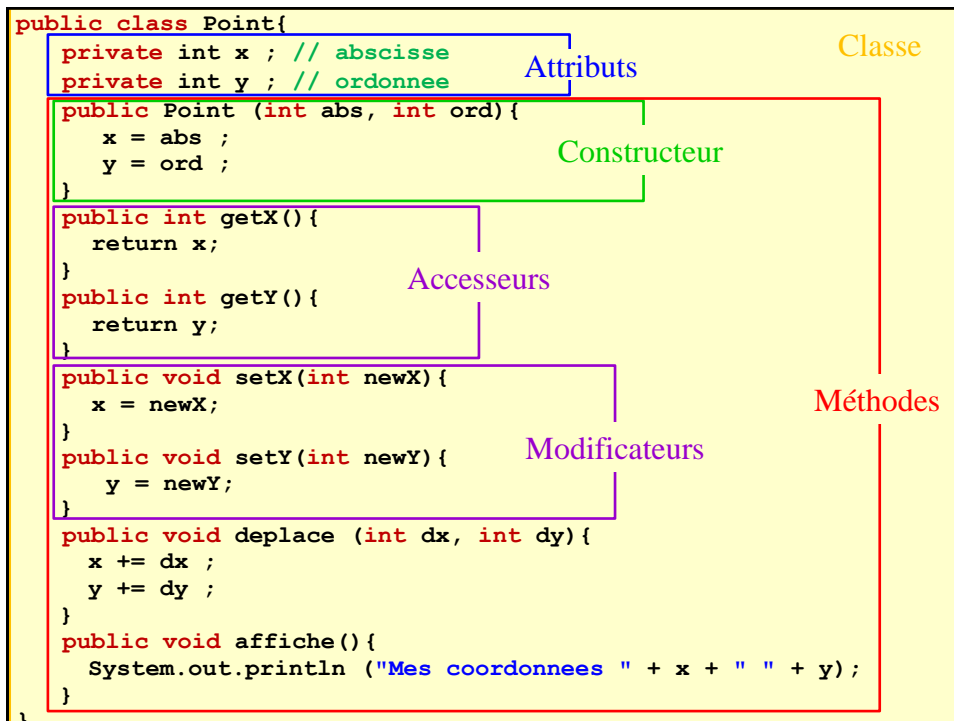 public class Point{
Classe
private int x ; // abscisse
Attributs
private int y ; // ordonnee
public Point (int abs, int ord){
x = abs ;
Constructeur
y = ord ;
}
public int getX(){
return x;
}
Accesseurs
public int getY(){
return y;
}
public void setX(int newX){
x = newX;
Méthodes
}
public void setY(int newY){
Modificateurs
y = newY;
}
public void deplace (int dx, int dy){
x += dx ;
y += dy ;
}
public void affiche(){
System.out.println ("Mes coordonnees " + x + " " + y);
}
}